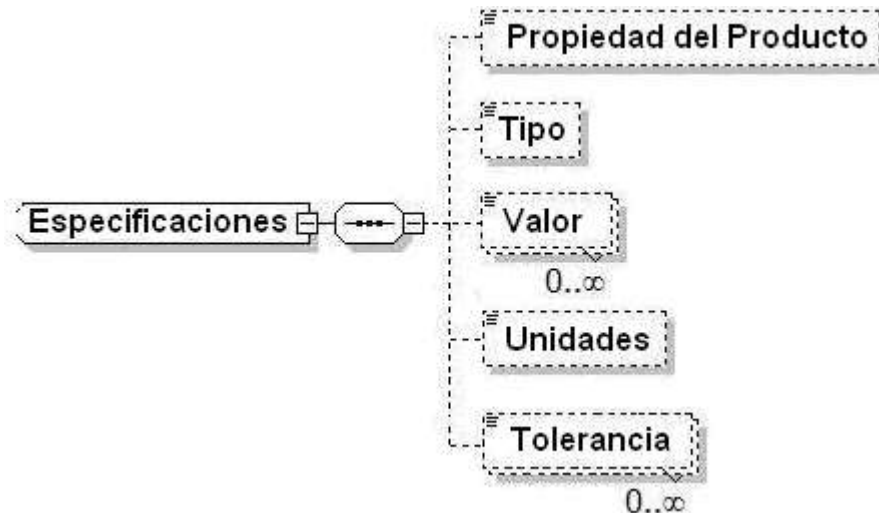 Propiedad del Producto
Tipo
Especificaciones
Valor
0..∞
Unidades
Tolerancia
0..∞